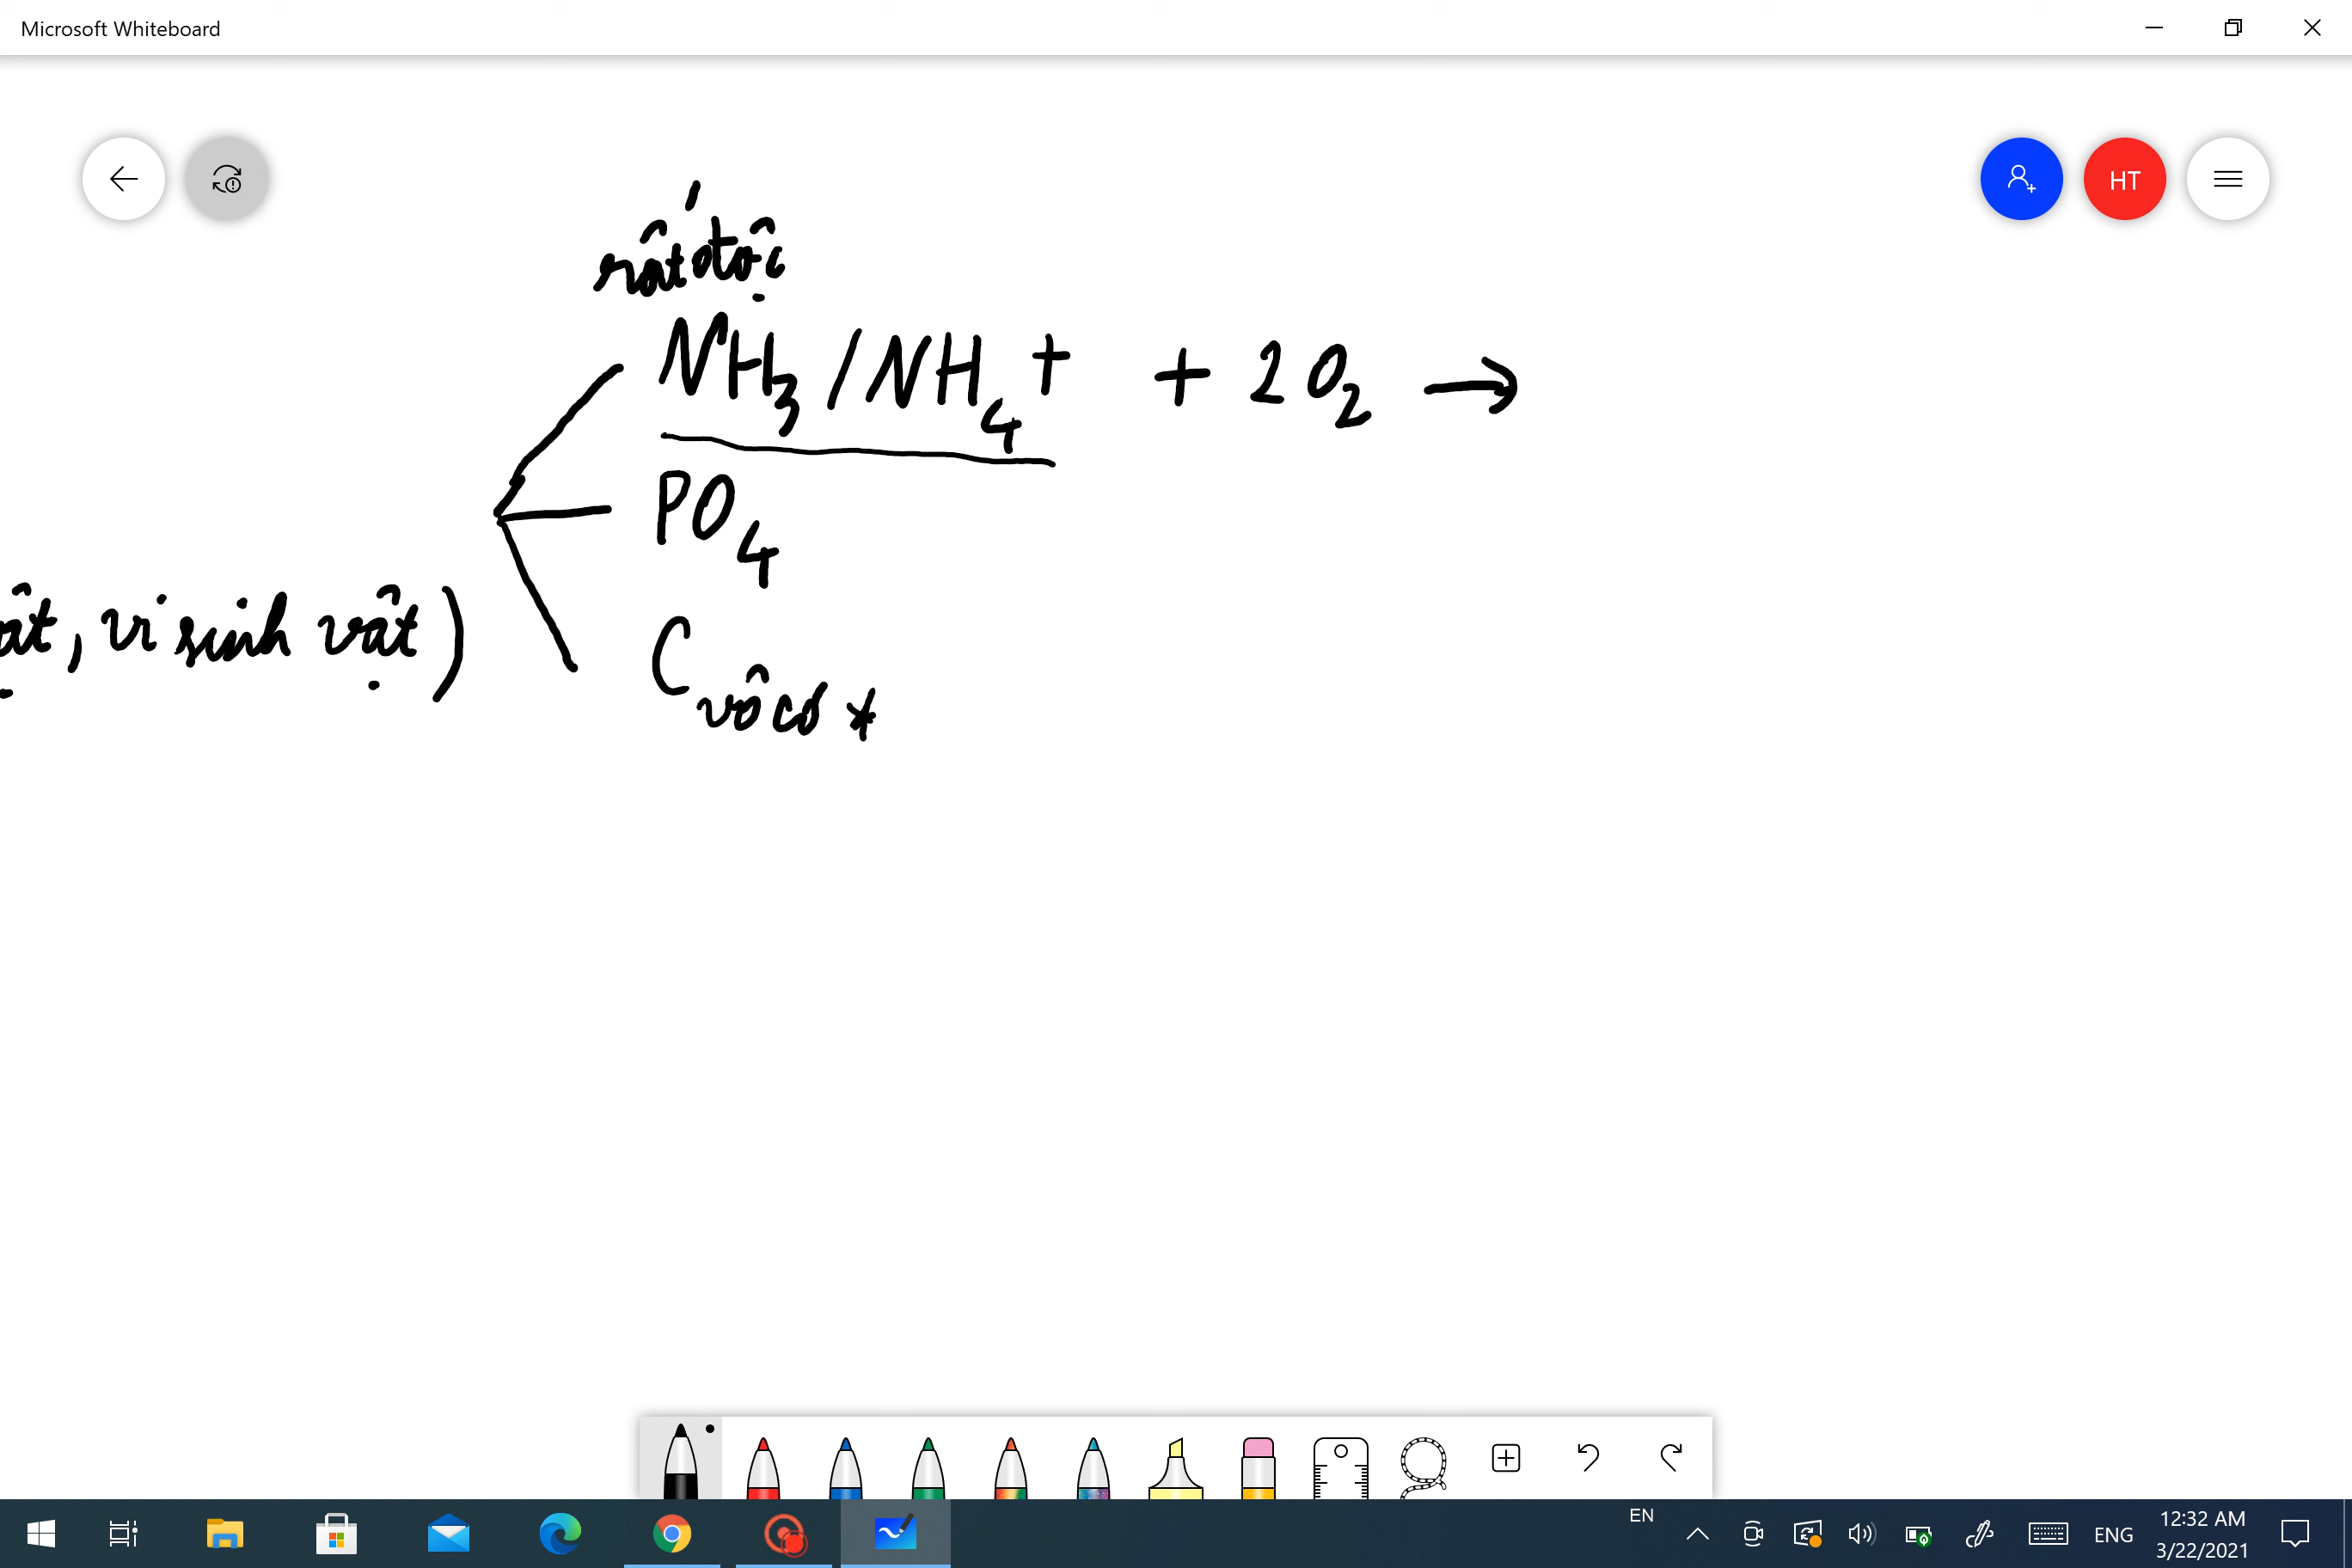 Microsoft Whiteboard
HT
rất độc
NH3/NH4+ + 2O2 →
PO4
ật, vi sinh vật)
C vô cơ *
EN
ENG
12:32 AM
3/22/2021